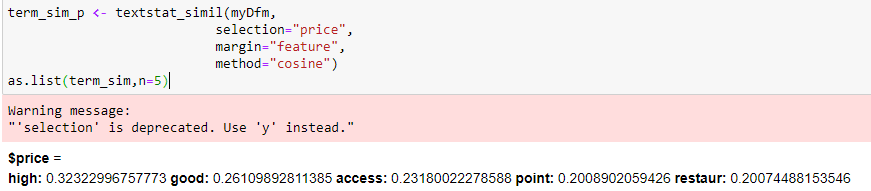 term_sim_p <- textstat_simil(myDfm,
selection="price",
margin="feature",
method="cosine")
as.list(term_sim,n=5)
Warning message:
"'selection' is deprecated. Use 'y' instead."
$price =
high: 0.32322996757773 good: 0.26109892811385 access: 0.23180022278588 point: 0.2008902059426 restaur: 0.20074488153546